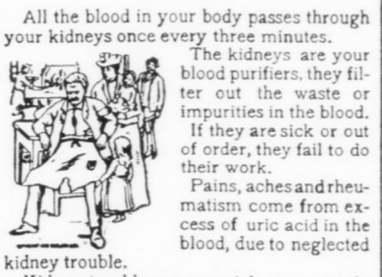 All the blood in your body passes through
your kidneys once every three minutes.
The kidneys are your
blood purifiers, they fil-
ter out the waste or
impurities in the blood.
If they are sick or out
of order, they fail to do
their work.
Pains, aches and rheu-
matism come from ex-
cess of uric acid in the
blood, due to neglected
kidney trouble.